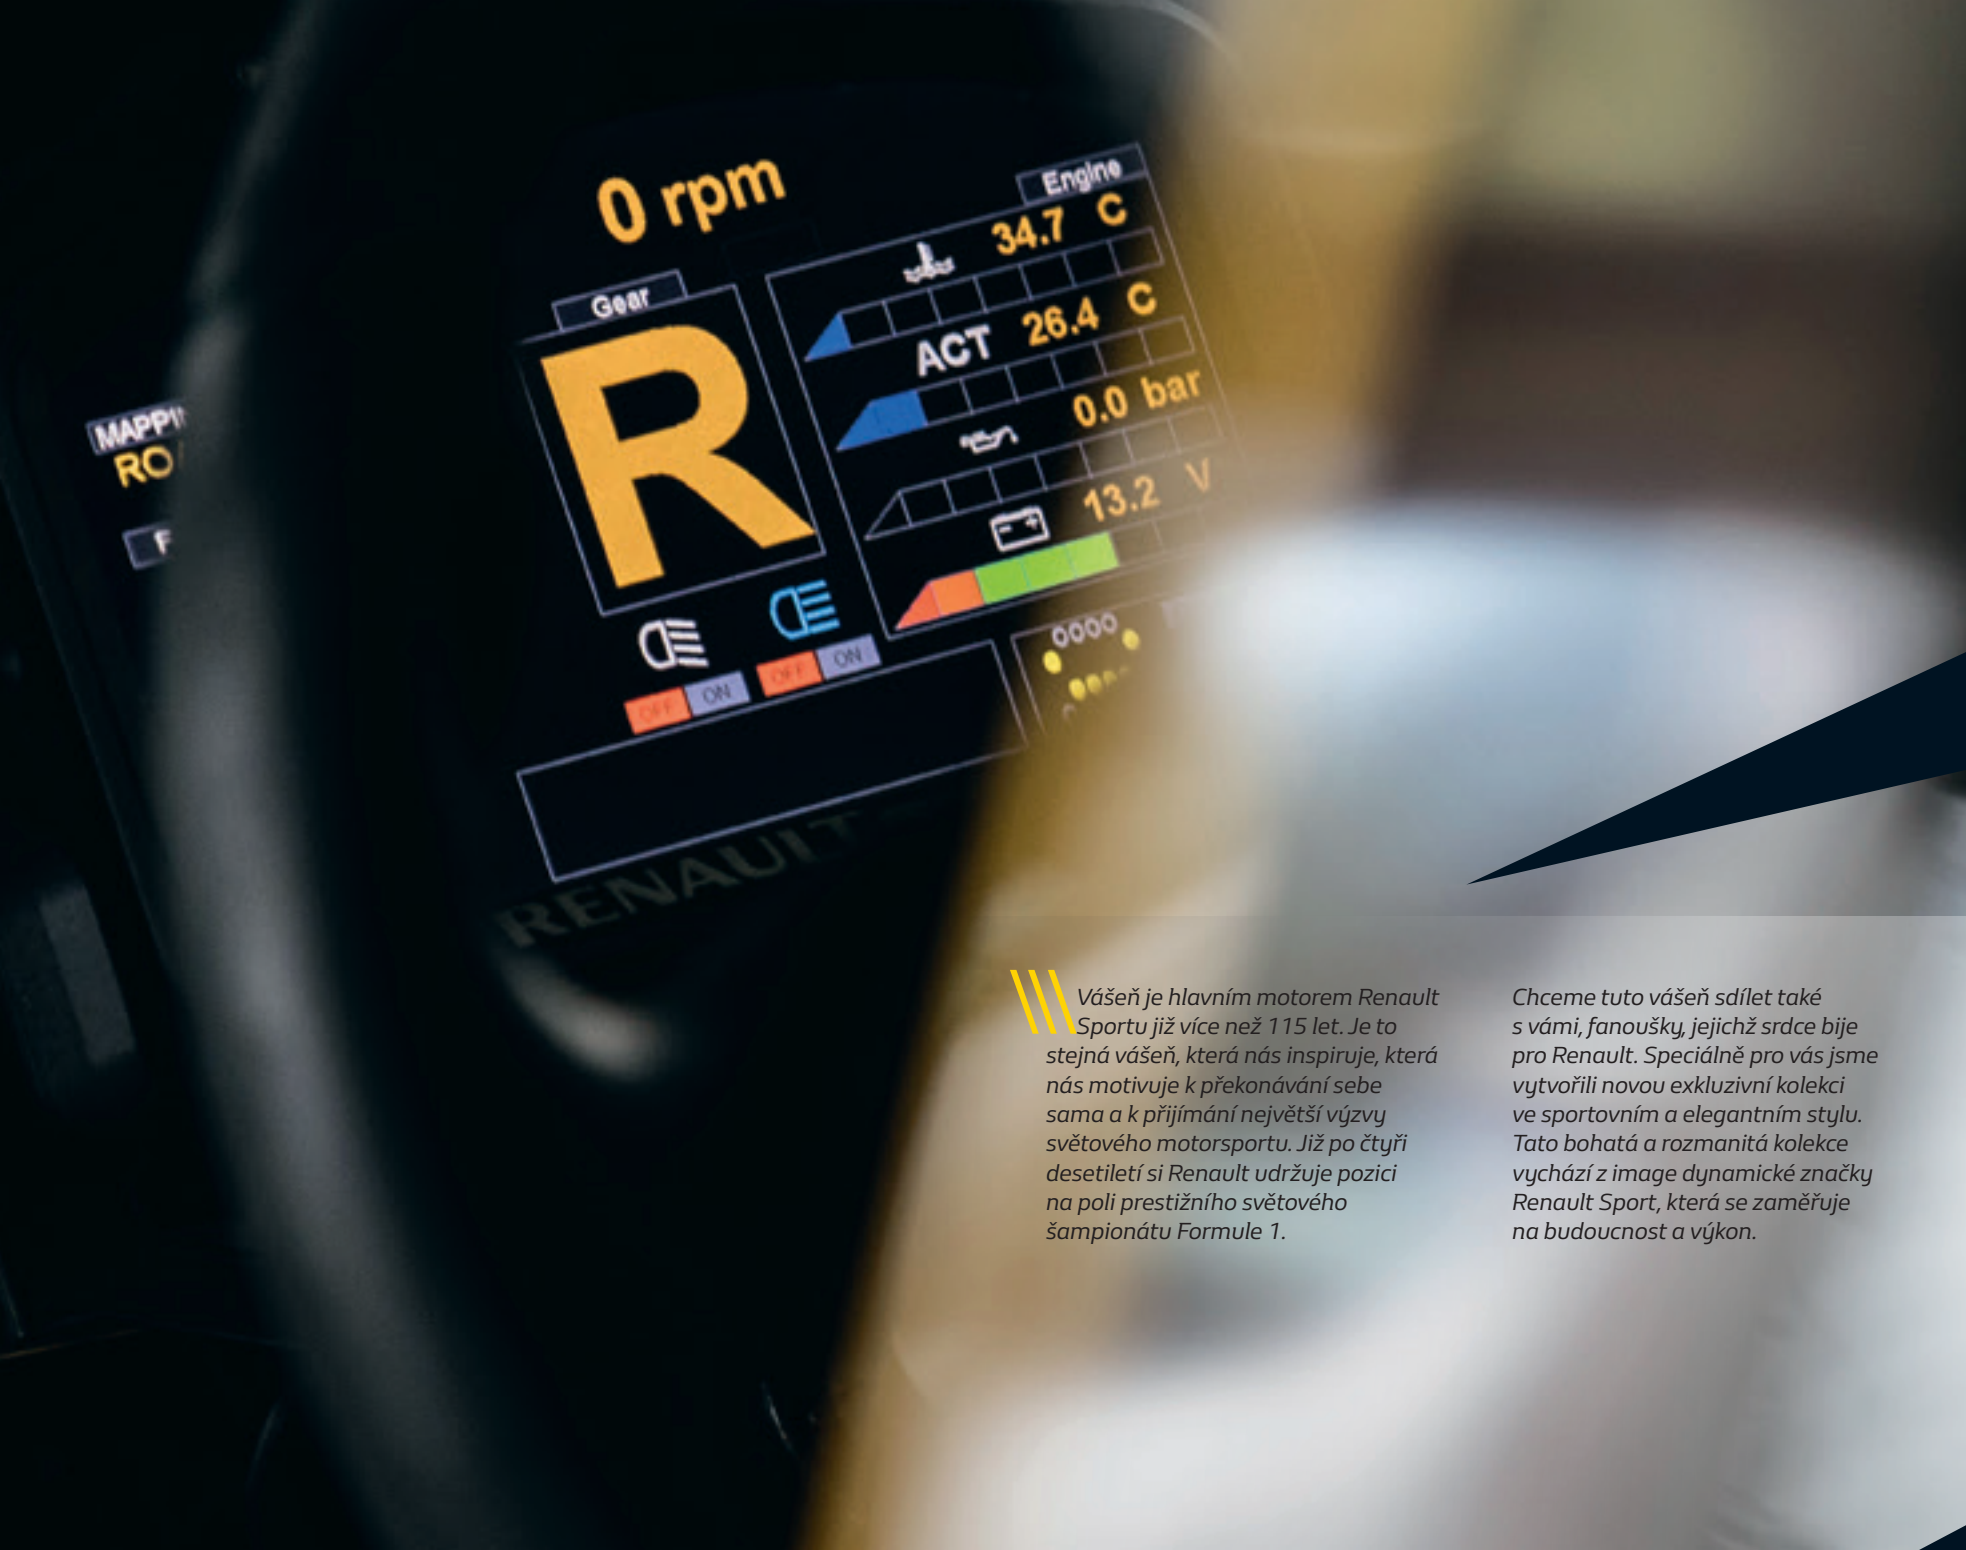 0 rpm
Engine
34.7 C
Gear
R
ACT 26.4 C
0.0 bar
13.2 V
OFF ON
OFF ON
RENAULT
Vášeň je hlavním motorem Renault
Sportu již více než 115 let. Je to
stejná vášeň, která nás inspiruje, která
nás motivuje k překonávání sebe
sama a k přijímání největší výzvy
světového motorsportu. Již po čtyři
desetiletí si Renault udržuje pozici
na poli prestižního světového
šampionátu Formule 1.
Chceme tuto vášeň sdílet také
s vámi, fanoušky, jejichž srdce bije
pro Renault. Speciálně pro vás jsme
vytvořili novou exkluzivní kolekci
ve sportovním a elegantním stylu.
Tato bohatá a rozmanitá kolekce
vychází z image dynamické značky
Renault Sport, která se zaměřuje
na budoucnost a výkon.